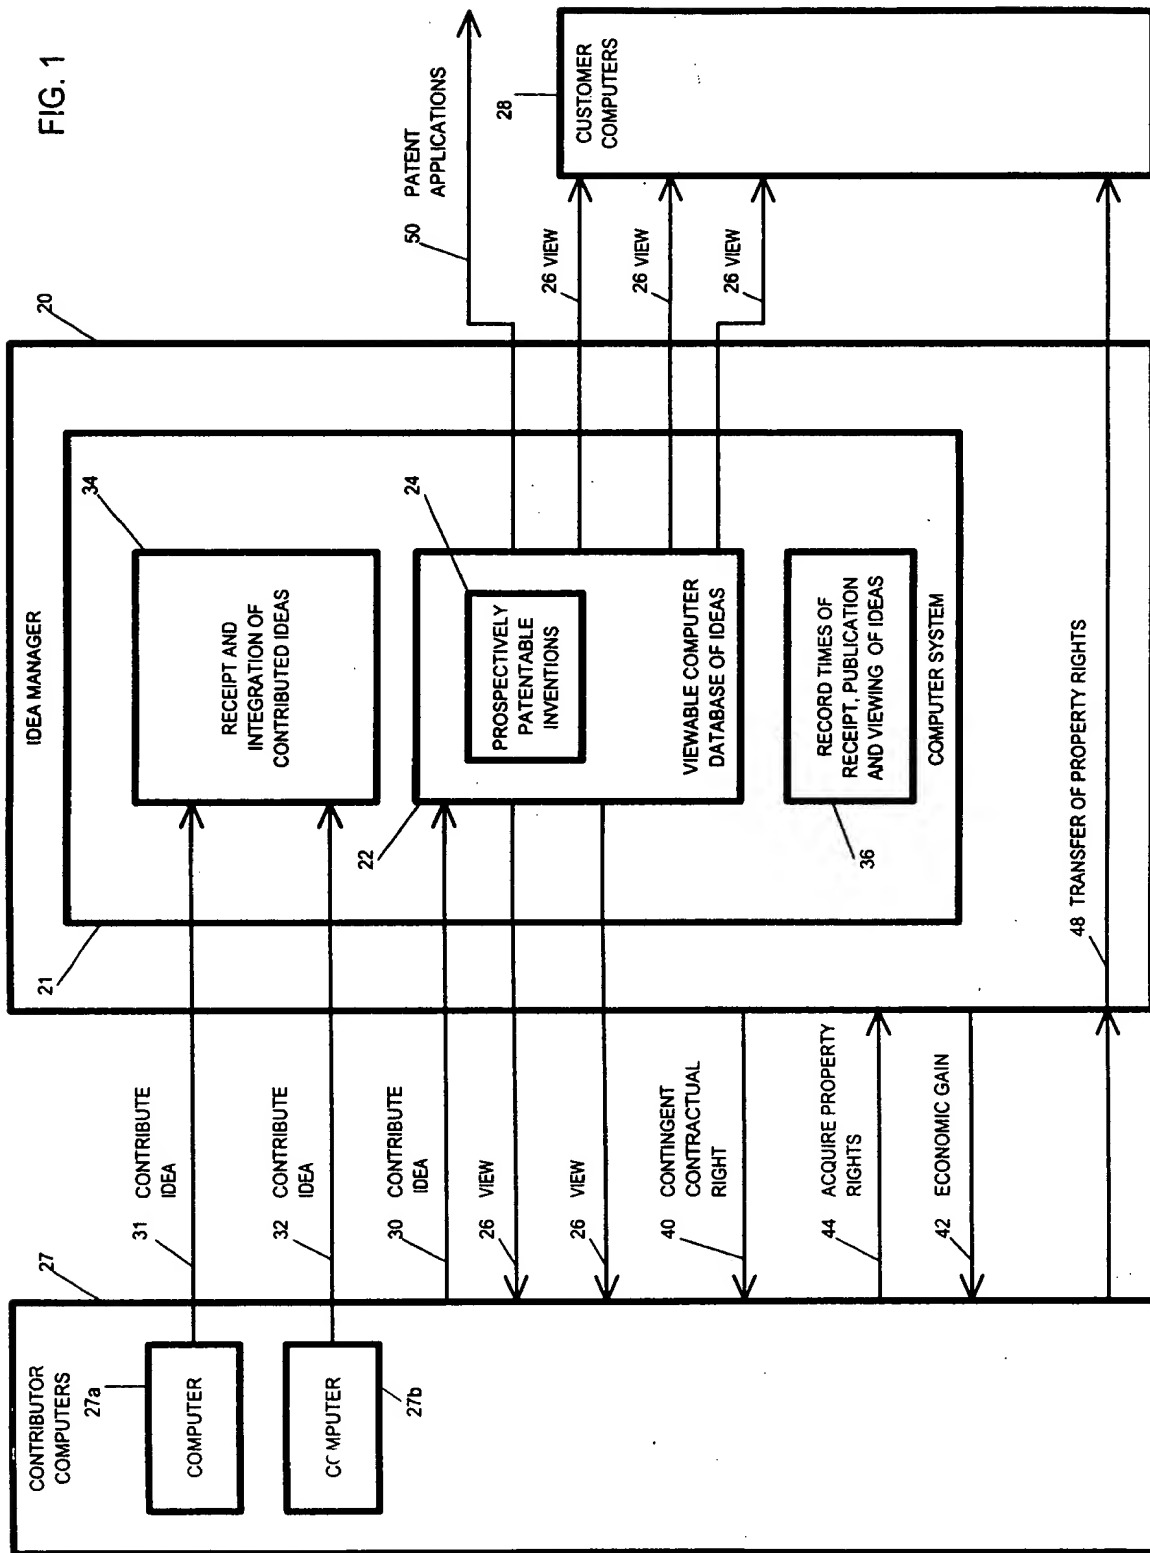 FIG. 1
CONTRIBUTOR
COMPUTERS
27a
COMPUTER
COMPUTER
27b
27
31
CONTRIBUTE
IDEA
32
CONTRIBUTE
IDEA
30
CONTRIBUTE
IDEA
26
VIEW
26
VIEW
40
CONTINGENT
CONTRACTUAL
RIGHT
44
ACQUIRE PROPERTY
RIGHTS
42
ECONOMIC GAIN
IDEA MANAGER
20
21
34
RECEIPT AND
INTEGRATION OF
CONTRIBUTED IDEAS
22
24
PROSPECTIVELY
PATENTABLE
INVENTIONS
VIEWABLE COMPUTER
DATABASE OF IDEAS
RECORD TIMES OF
RECEIPT, PUBLICATION
AND VIEWING OF IDEAS
36
COMPUTER SYSTEM
48 TRANSFER OF PROPERTY RIGHTS
50
PATENT
APPLICATIONS
26 VIEW
26 VIEW
26 VIEW
28
CUSTOMER
COMPUTERS